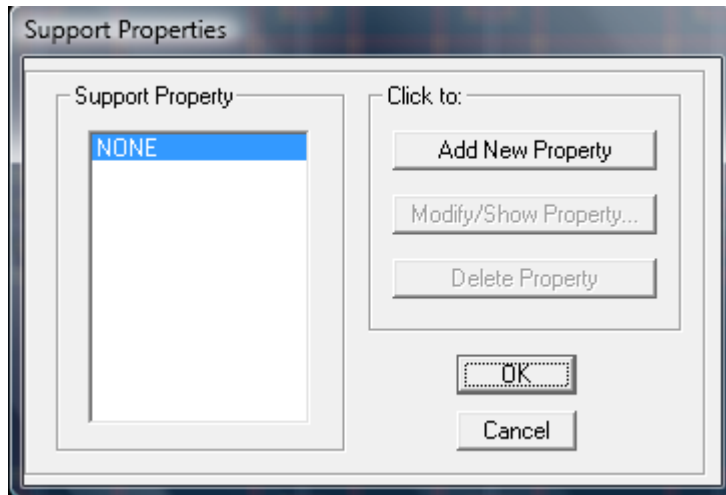 Support Properties
Support Property
NONE
Click to:
Add New Property
Modify/Show Property...
Delete Property
OK
Cancel